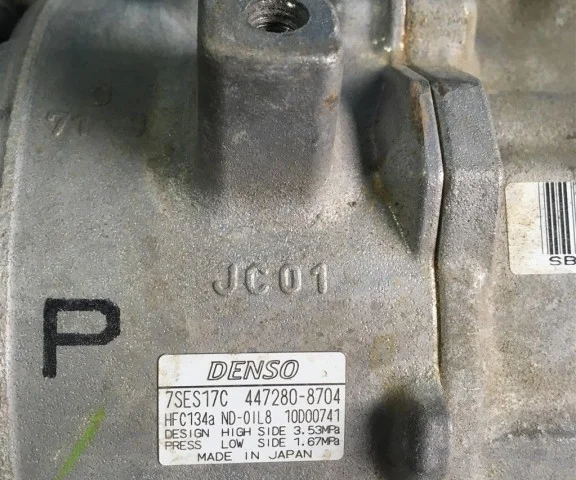 JC01
P
DENSO
7SES17C 447280-8704
HFC134a ND-OIL8 10D00741
DESIGN HIGH SIDE 3.53MPa
PRESS LOW SIDE 1.67MPa
MADE IN JAPAN
SB